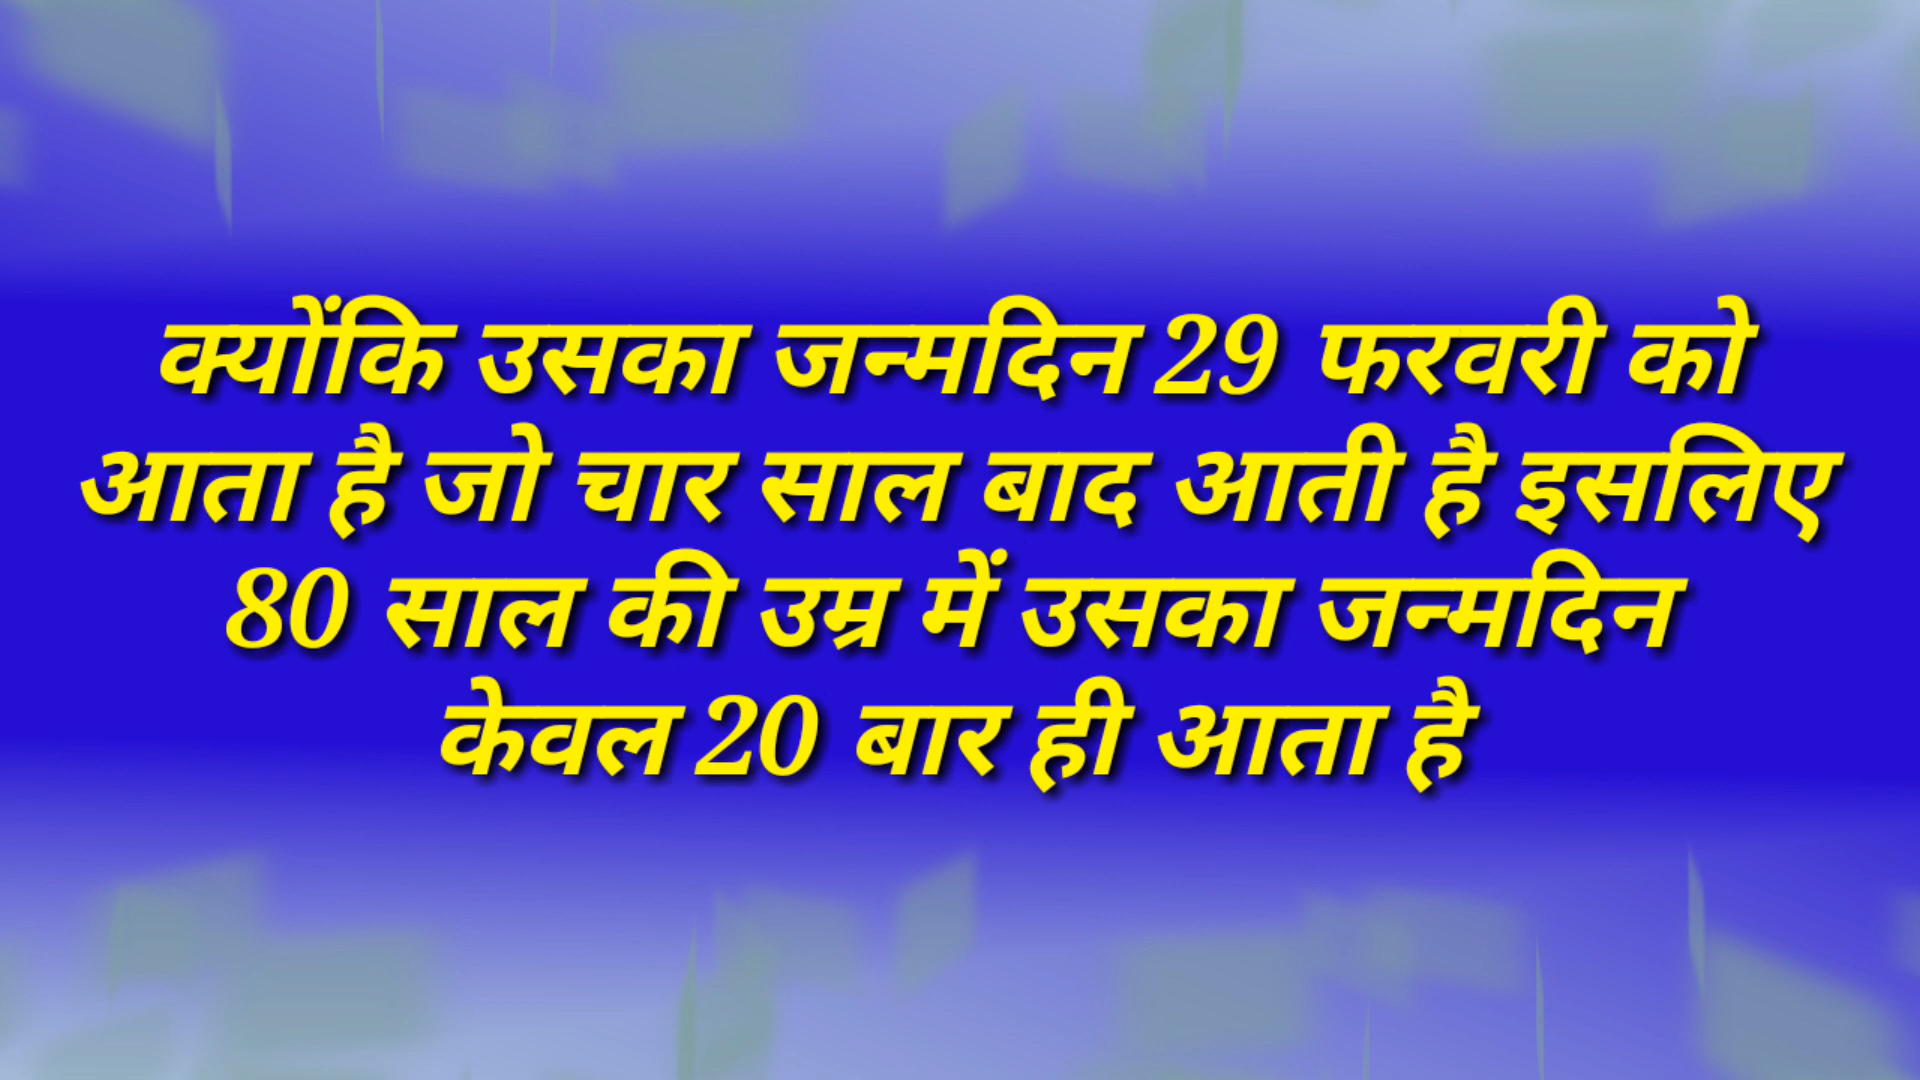 क्योंकि उसका जन्मदिन 29 फरवरी को
आता है जो चार साल बाद आती है इसलिए
80 साल की उम्र में उसका जन्मदिन
केवल 20 बार ही आता है